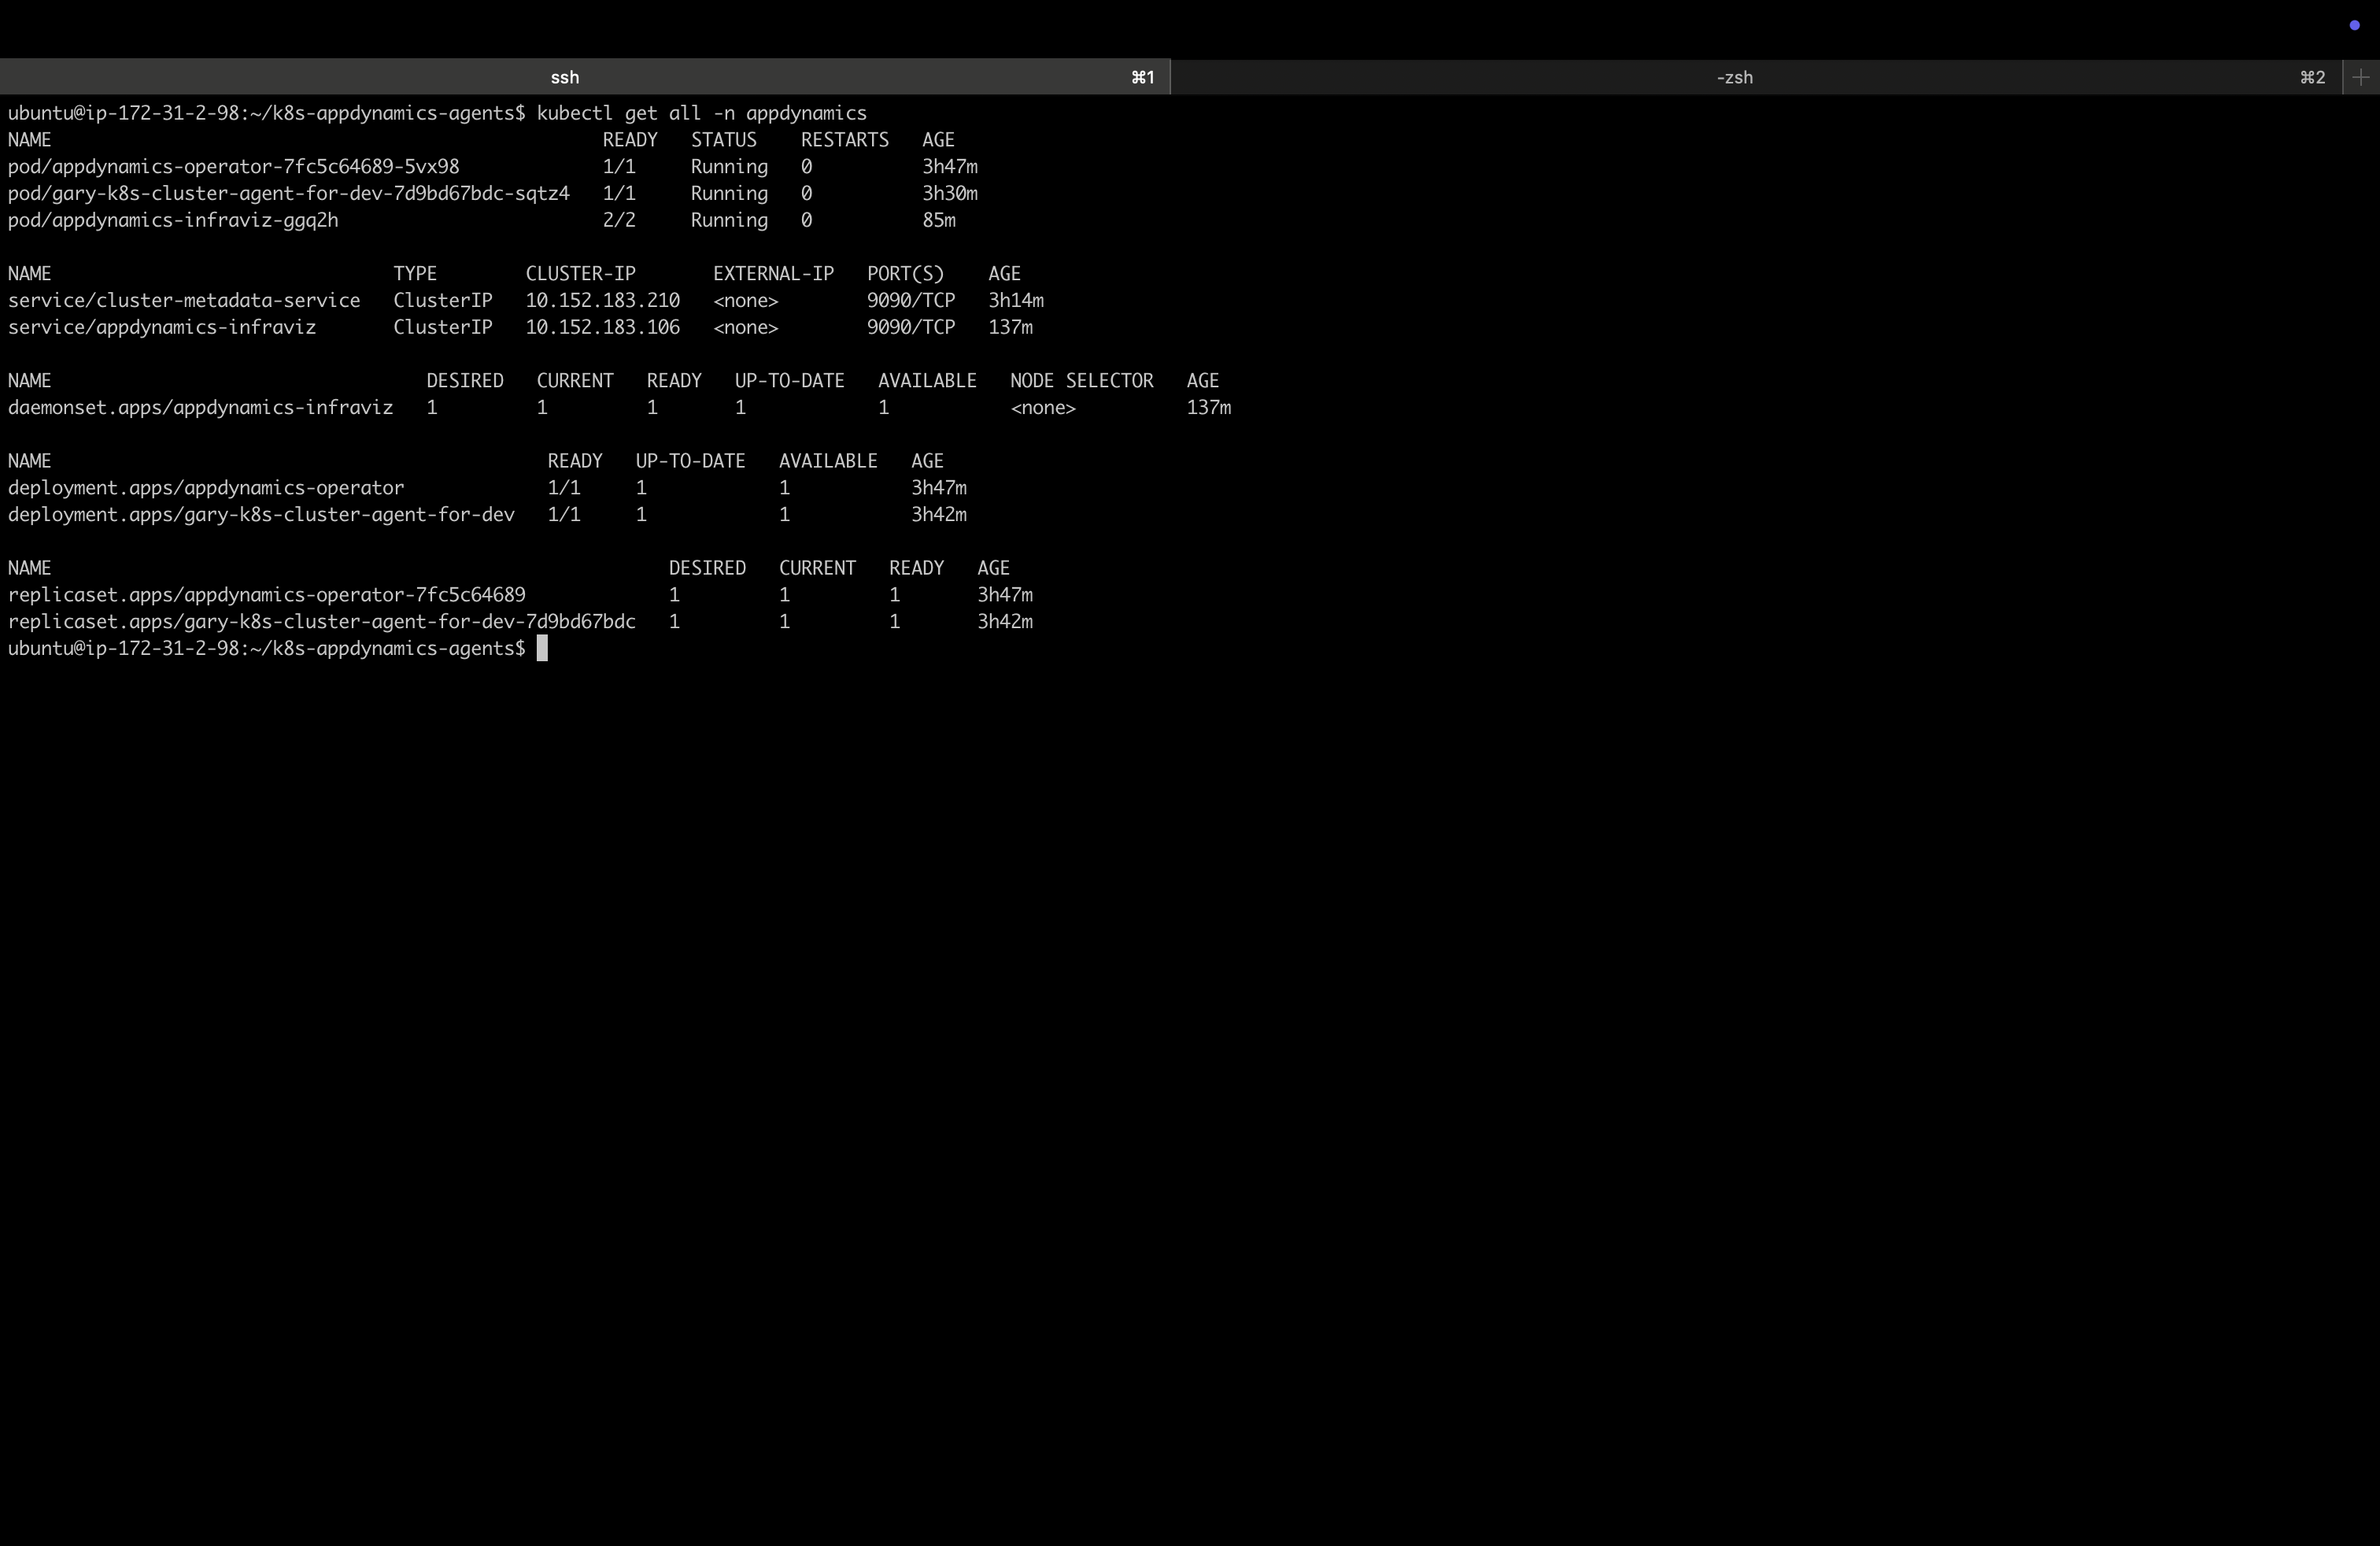 ssh ⌘1 -zsh ⌘2 +
ubuntu@ip-172-31-2-98:~/k8s-appdynamics-agents$ kubectl get all -n appdynamics
NAME READY STATUS RESTARTS AGE
pod/appdynamics-operator-7fc5c64689-5vx98 1/1 Running 0 3h47m
pod/gary-k8s-cluster-agent-for-dev-7d9bd67bdc-sqtz4 1/1 Running 0 3h30m
pod/appdynamics-infraviz-ggq2h 2/2 Running 0 85m
NAME TYPE CLUSTER-IP EXTERNAL-IP PORT(S) AGE
service/cluster-metadata-service ClusterIP 10.152.183.210 <none> 9090/TCP 3h14m
service/appdynamics-infraviz ClusterIP 10.152.183.106 <none> 9090/TCP 137m
NAME DESIRED CURRENT READY UP-TO-DATE AVAILABLE NODE SELECTOR AGE
daemonset.apps/appdynamics-infraviz 1 1 1 1 1 <none> 137m
NAME READY UP-TO-DATE AVAILABLE AGE
deployment.apps/appdynamics-operator 1/1 1 1 3h47m
deployment.apps/gary-k8s-cluster-agent-for-dev 1/1 1 1 3h42m
NAME DESIRED CURRENT READY AGE
replicaset.apps/appdynamics-operator-7fc5c64689 1 1 1 3h47m
replicaset.apps/gary-k8s-cluster-agent-for-dev-7d9bd67bdc 1 1 1 3h42m
ubuntu@ip-172-31-2-98:~/k8s-appdynamics-agents$